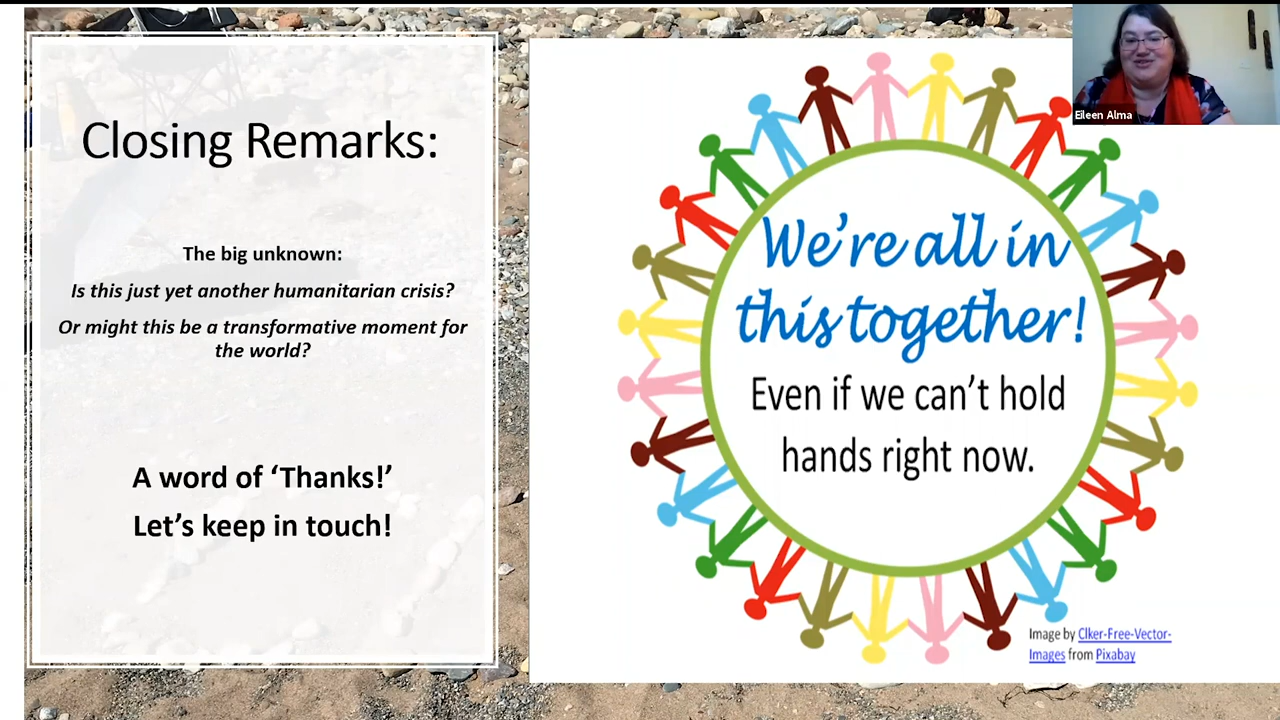 Closing Remarks:
The big unknown:
Is this just yet another humanitarian crisis?
Or might this be a transformative moment for
the world?
A word of ‘Thanks!’
Let’s keep in touch!
We’re all in
this together!
Even if we can’t hold
hands right now.
Image by Clker-Free-Vector-
Images from Pixabay
Eileen Alma